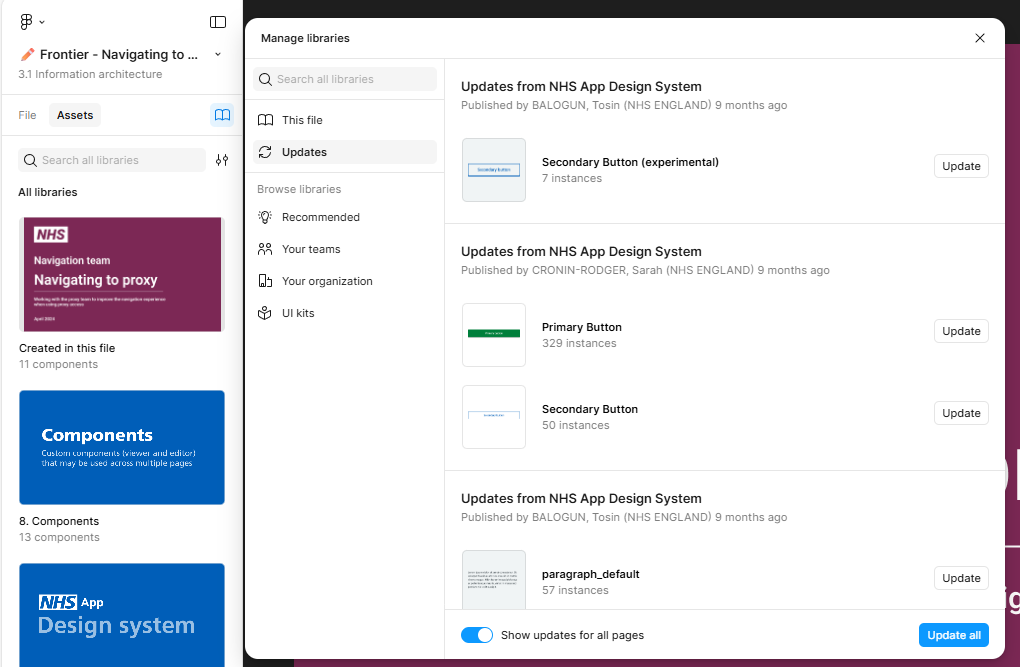 Frontier - Navigating to ...
3.1 Information architecture
File
Assets
Search all libraries
All libraries
NHS
Navigation team
Navigating to proxy
Working with the proxy team to improve the navigation experience
when using proxy access
April 2024
Created in this file
11 components
Components
Custom components (viewer and editor)
that may be used across multiple pages
8. Components
13 components
NHS App
Design system
Manage libraries
Search all libraries
This file
Updates
Browse libraries
Recommended
Your teams
Your organization
UI kits
Updates from NHS App Design System
Published by BALOGUN, Tosin (NHS ENGLAND) 9 months ago
Secondary button
Secondary Button (experimental)
7 instances
Update
Updates from NHS App Design System
Published by CRONIN-RODGER, Sarah (NHS ENGLAND) 9 months ago
Primary Button
329 instances
Update
Secondary Button
50 instances
Update
Updates from NHS App Design System
Published by BALOGUN, Tosin (NHS ENGLAND) 9 months ago
paragraph_default
57 instances
Update
Show updates for all pages
Update all